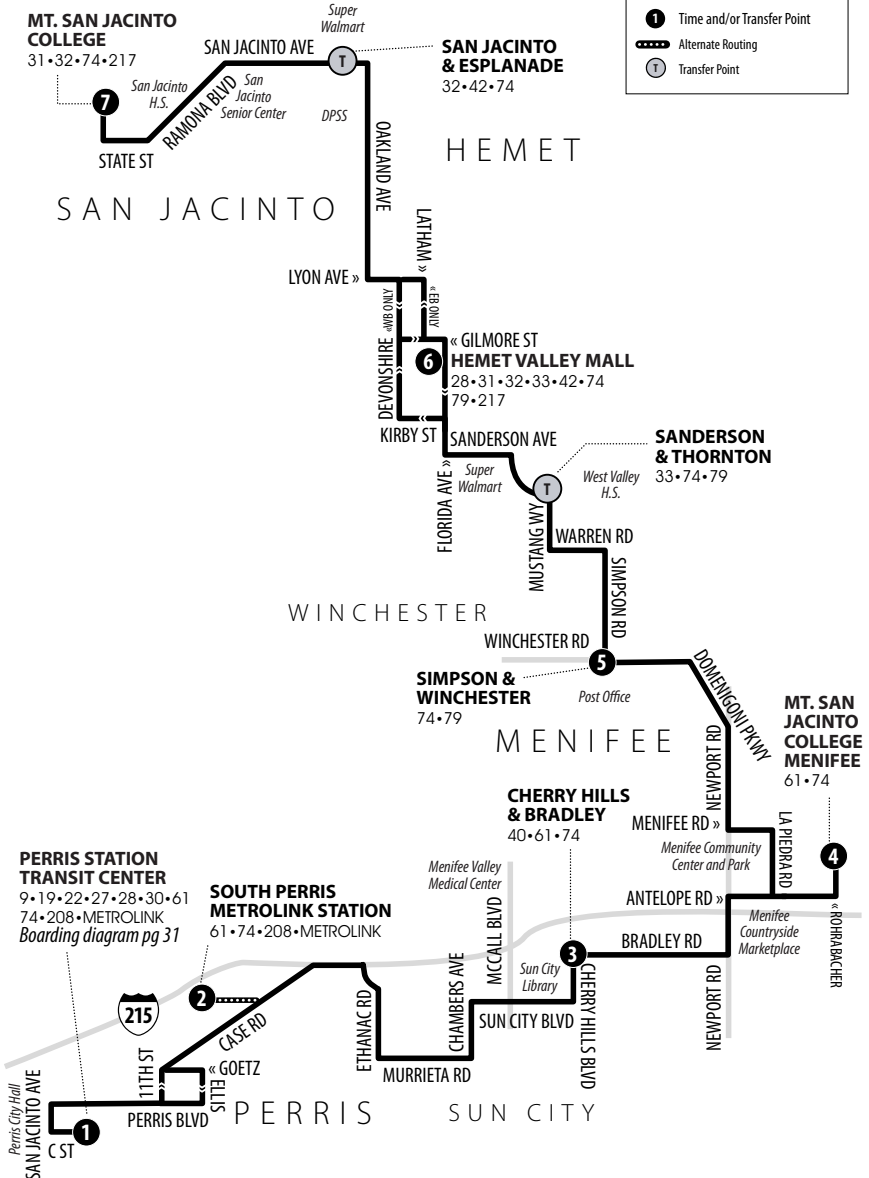 MT. SAN JACINTO
COLLEGE
31•32•74•217
Super
Walmart
SAN JACINTO AVE
T
SAN JACINTO
& ESPLANADE
32•42•74
1 Time and/or Transfer Point
Alternate Routing
T Transfer Point
7
San Jacinto
H.S.
RAMONA BLVD
San
Jacinto
Senior Center
DPSS
STATE ST
OAKLAND AVE
HEMET
SAN JACINTO
LATHAM »
LYON AVE »
«WB ONLY
« EB ONLY
DEVONSHIRE
« GILMORE ST
6
HEMET VALLEY MALL
28•31•32•33•42•74
79•217
KIRBY ST
SANDERSON AVE
FLORIDA AVE »
Super
Walmart
T
West Valley
H.S.
SANDERSON
& THORNTON
33•74•79
MUSTANG WY
WARREN RD
SIMPSON RD
WINCHESTER
WINCHESTER RD
5
SIMPSON &
WINCHESTER
74•79
Post Office
DOMENIGONI PKWY
MENIFEE
MT. SAN
JACINTO
COLLEGE
MENIFEE
61•74
NEWPORT RD
CHERRY HILLS
& BRADLEY
40•61•74
MENIFEE RD »
LA PIEDRA RD
Menifee Community
Center and Park
4
ANTELOPE RD »
« ROHRABACHER
Menifee
Countryside
Marketplace
Menifee Valley
Medical Center
MCCALL BLVD
BRADLEY RD
NEWPORT RD
3
Sun City
Library
CHERRY HILLS BLVD
SUN CITY BLVD
CHAMBERS AVE
PERRIS STATION
TRANSIT CENTER
9•19•22•27•28•30•61
74•208•METROLINK
Boarding diagram pg 31
SOUTH PERRIS
METROLINK STATION
61•74•208•METROLINK
2
215
CASE RD
ETHANAC RD
MURRIETA RD
11TH ST
« GOETZ
ELLIS
PERRIS BLVD
PERRIS
SUN CITY
Perris City Hall
SAN JACINTO AVE
C ST
1